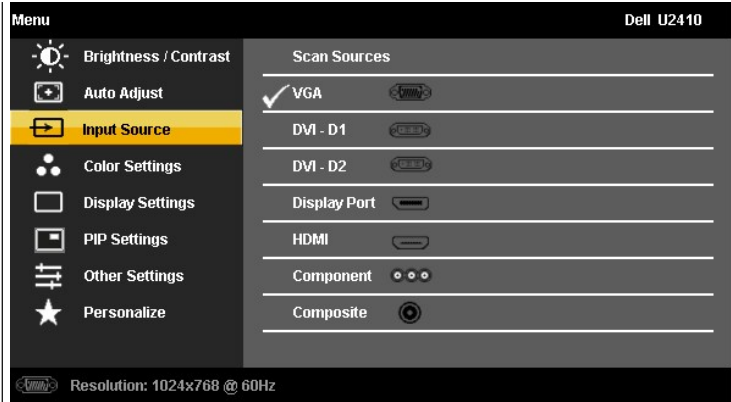 Menu
Dell U2410
Brightness / Contrast
Auto Adjust
Input Source
Color Settings
Display Settings
PIP Settings
Other Settings
Personalize
Scan Sources
VGA
DVI - D1
DVI - D2
Display Port
HDMI
Component
Composite
Resolution: 1024x768 @ 60Hz